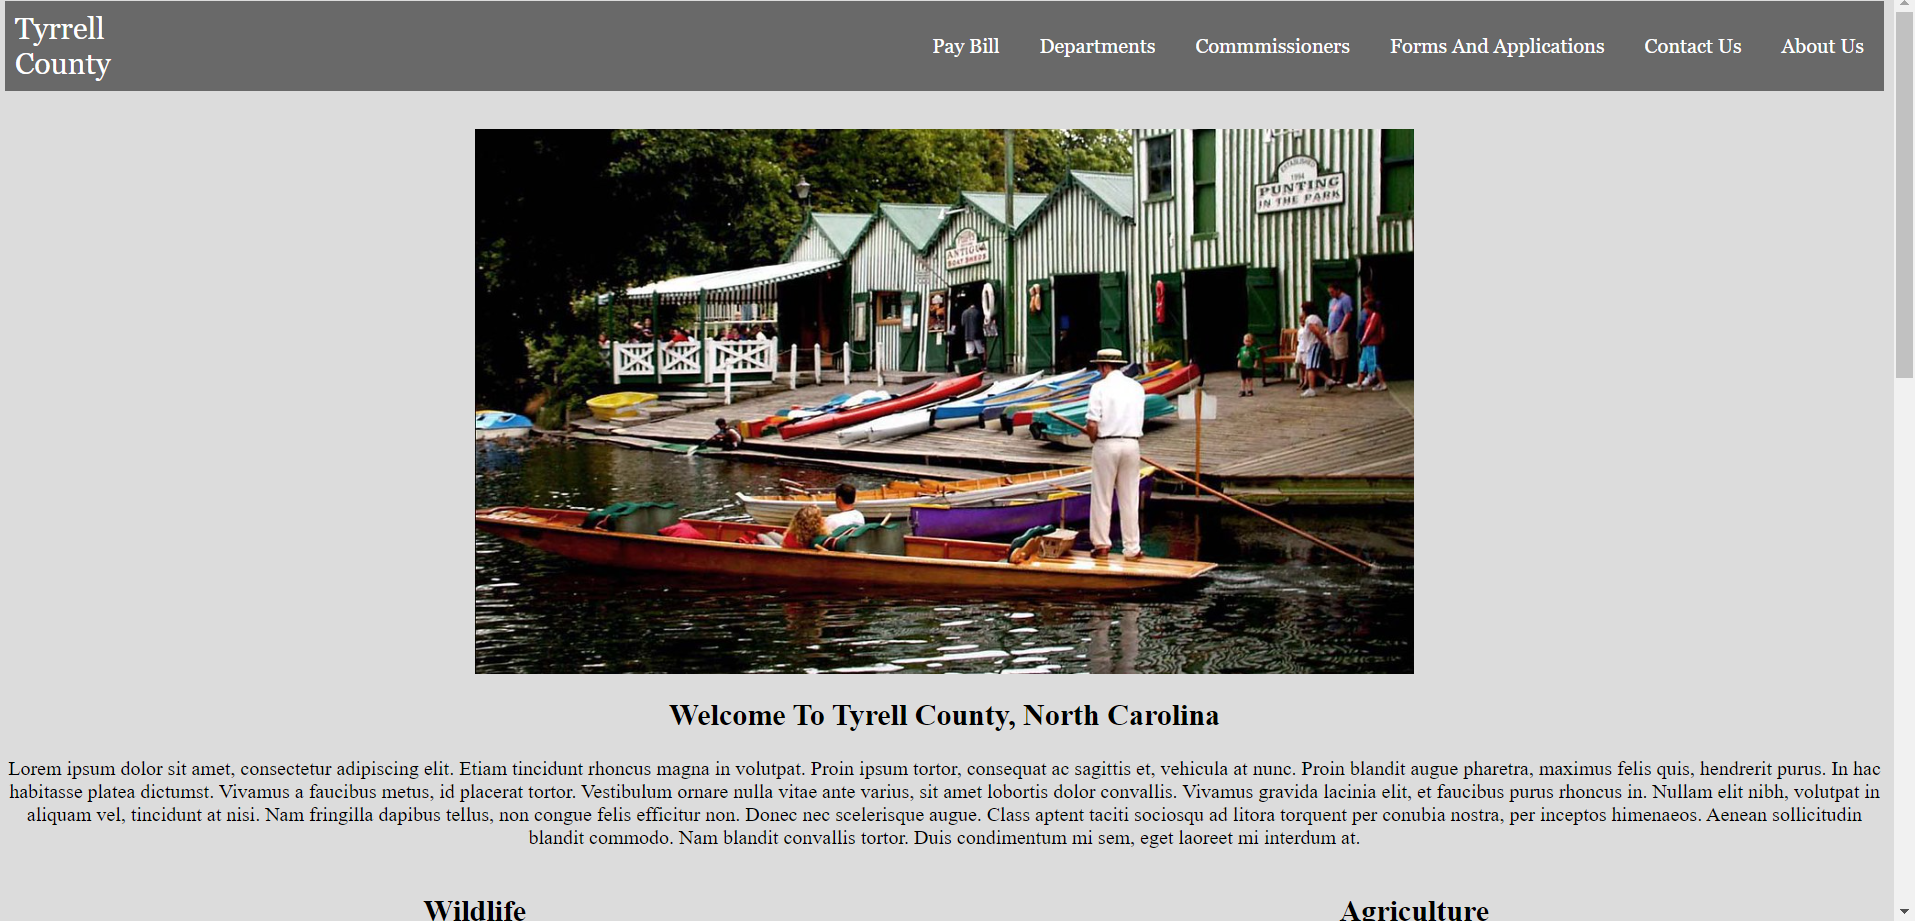 Tyrrell
County
Pay Bill
Departments
Commmissioners
Forms And Applications
Contact Us
About Us
ESTABLISHED
1994
PUNTING
IN THE PARK
ANTIGUA
BOAT SHEDS
Welcome To Tyrell County, North Carolina
Lorem ipsum dolor sit amet, consectetur adipiscing elit. Etiam tincidunt rhoncus magna in volutpat. Proin ipsum tortor, consequat ac sagittis et, vehicula at nunc. Proin blandit augue pharetra, maximus felis quis, hendrerit purus. In hac
habitasse platea dictumst. Vivamus a faucibus metus, id placerat tortor. Vestibulum ornare nulla vitae ante varius, sit amet lobortis dolor convallis. Vivamus gravida lacinia elit, et faucibus purus rhoncus in. Nullam elit nibh, volutpat in
aliquam vel, tincidunt at nisi. Nam fringilla dapibus tellus, non congue felis efficitur non. Donec nec scelerisque augue. Class aptent taciti sociosqu ad litora torquent per conubia nostra, per inceptos himenaeos. Aenean sollicitudin
blandit commodo. Nam blandit convallis tortor. Duis condimentum mi sem, eget laoreet mi interdum at.
Wildlife
Agriculture